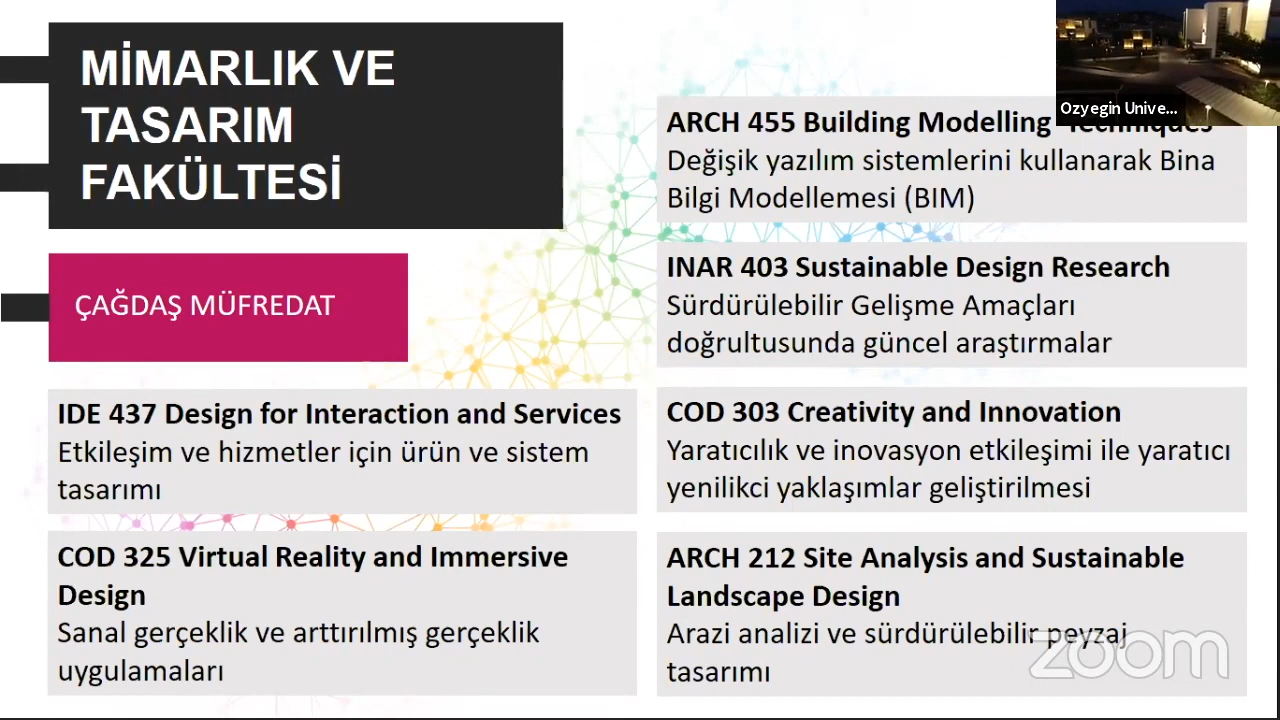 MİMARLIK VE
TASARIM
FAKÜLTESİ
ÇAĞDAŞ MÜFREDAT
IDE 437 Design for Interaction and Services
Etkileşim ve hizmetler için ürün ve sistem
tasarımı
COD 325 Virtual Reality and Immersive
Design
Sanal gerçeklik ve arttırılmış gerçeklik
uygulamaları
Ozyegin Unive...
ARCH 455 Building Modelling Techniques
Değişik yazılım sistemlerini kullanarak Bina
Bilgi Modellemesi (BIM)
INAR 403 Sustainable Design Research
Sürdürülebilir Gelişme Amaçları
doğrultusunda güncel araştırmalar
COD 303 Creativity and Innovation
Yaratıcılık ve inovasyon etkileşimi ile yaratıcı
yenilikci yaklaşımlar geliştirilmesi
ARCH 212 Site Analysis and Sustainable
Landscape Design
Arazi analizi ve sürdürülebilir peyzaj
tasarımı
zoom